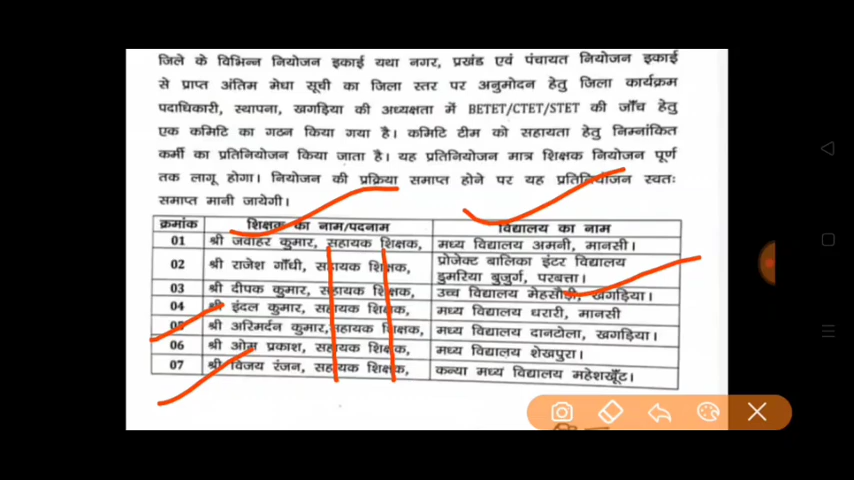 जिले के विभिन्न नियोजन इकाई यथा नगर, प्रखंड एवं पंचायत नियोजन इकाई
से प्राप्त अंतिम मेधा सूची का जिला स्तर पर अनुमोदन हेतु जिला कार्यक्रम
पदाधिकारी, स्थापना, खगड़िया की अध्यक्षता में BETET/CTET/STET की जाँच हेतु
एक कमिटि का गठन किया गया है। कमिटि टीम को सहायता हेतु निम्नांकित
कर्मी का प्रतिनियोजन किया जाता है। यह प्रतिनियोजन मात्र शिक्षक नियोजन पूर्ण
तक लागू होगा। नियोजन की प्रक्रिया समाप्त होने पर यह प्रतिनियोजन स्वतः
समाप्त मानी जायेगी।
क्रमांक शिक्षक का नाम/पदनाम विद्यालय का नाम
01 श्री जवाहर कुमार, सहायक शिक्षक, मध्य विद्यालय अमनी, मानसी।
02 श्री राजेश गाँधी, सहायक शिक्षक, प्रोजेक्ट बालिका इंटर विद्यालय
डुमरिया बुजुर्ग, परबत्ता।
03 श्री दीपक कुमार, सहायक शिक्षक, उच्च विद्यालय मेहसौड़ी, खगड़िया।
04 श्री इंदल कुमार, सहायक शिक्षक, मध्य विद्यालय धरारी, मानसी
05 श्री अरिमर्दन कुमार,सहायक शिक्षक, मध्य विद्यालय दानटोला, खगड़िया।
06 श्री ओम प्रकाश, सहायक शिक्षक, मध्य विद्यालय शेखपुरा।
07 श्री विजय रंजन, सहायक शिक्षक, कन्या मध्य विद्यालय महेशखूँट।